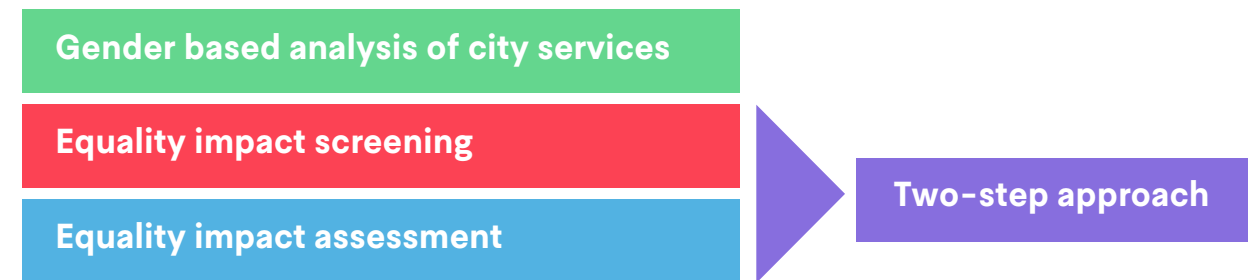 Gender based analysis of city services
Equality impact screening
Equality impact assessment
Two-step approach